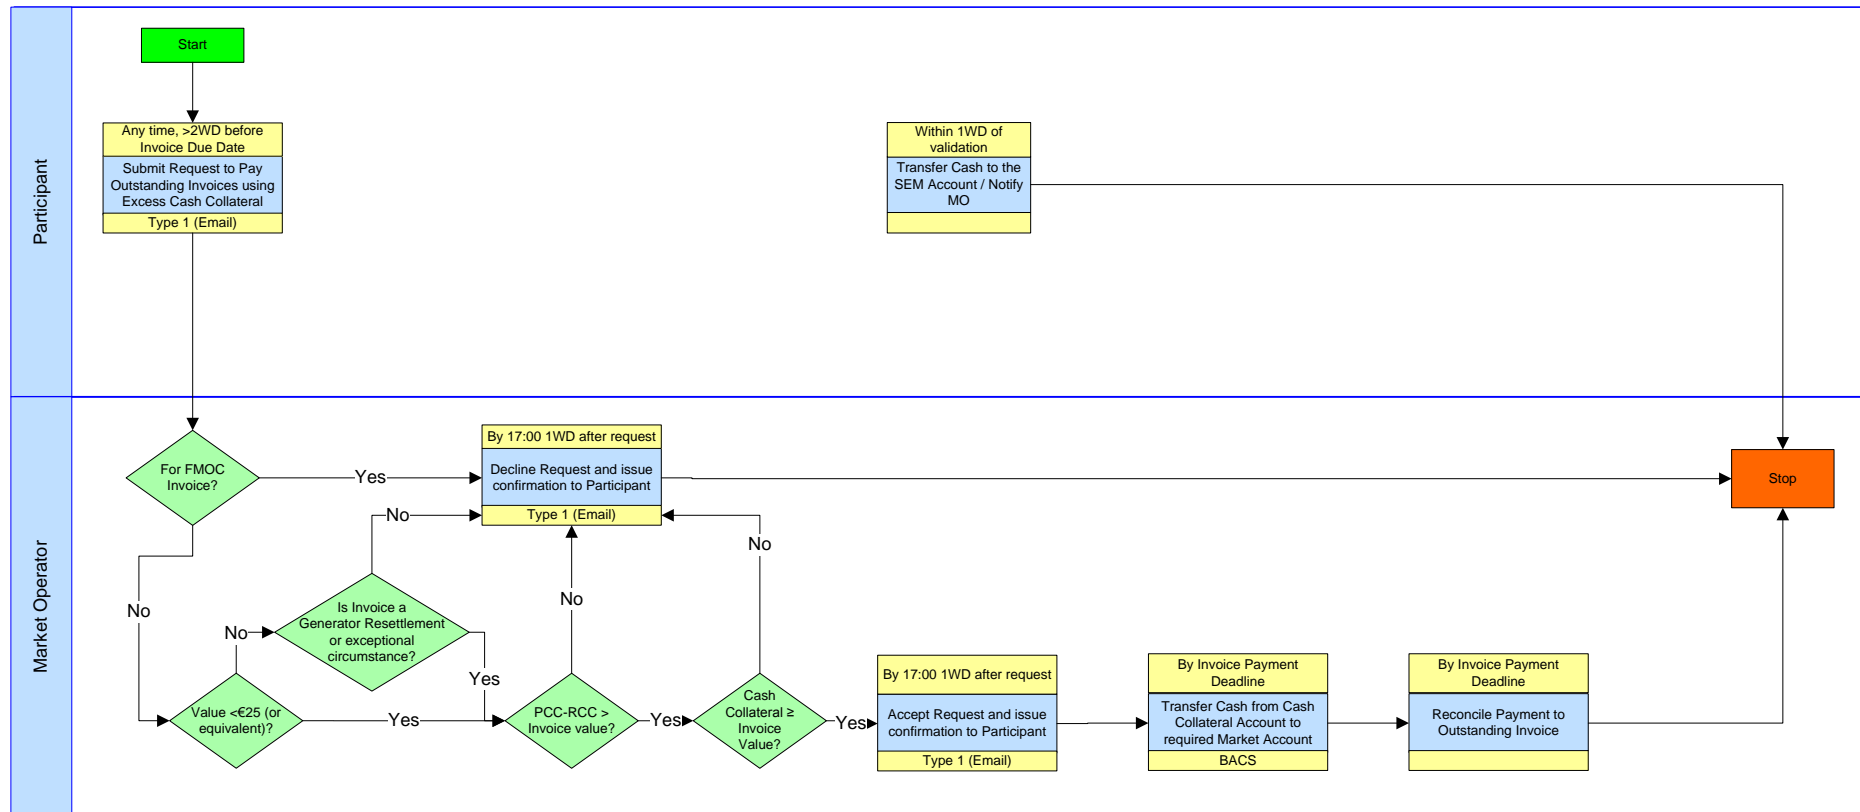 Participant
Start
Any time, >2WD before
Invoice Due Date
Submit Request to Pay
Outstanding Invoices using
Excess Cash Collateral
Type 1 (Email)
Within 1WD of
validation
Transfer Cash to the
SEM Account / Notify
MO
Market Operator
For FMOC
Invoice?
Yes
By 17:00 1WD after request
Decline Request and issue
confirmation to Participant
Type 1 (Email)
Stop
No
No
No
No
Is Invoice a
Generator Resettlement
or exceptional
circumstance?
No
Yes
Value <€25 (or
equivalent)?
Yes
PCC-RCC >
Invoice value?
Yes
Cash
Collateral ≥
Invoice
Value?
Yes
By 17:00 1WD after request
Accept Request and issue
confirmation to Participant
Type 1 (Email)
By Invoice Payment
Deadline
Transfer Cash from Cash
Collateral Account to
required Market Account
BACS
By Invoice Payment
Deadline
Reconcile Payment to
Outstanding Invoice